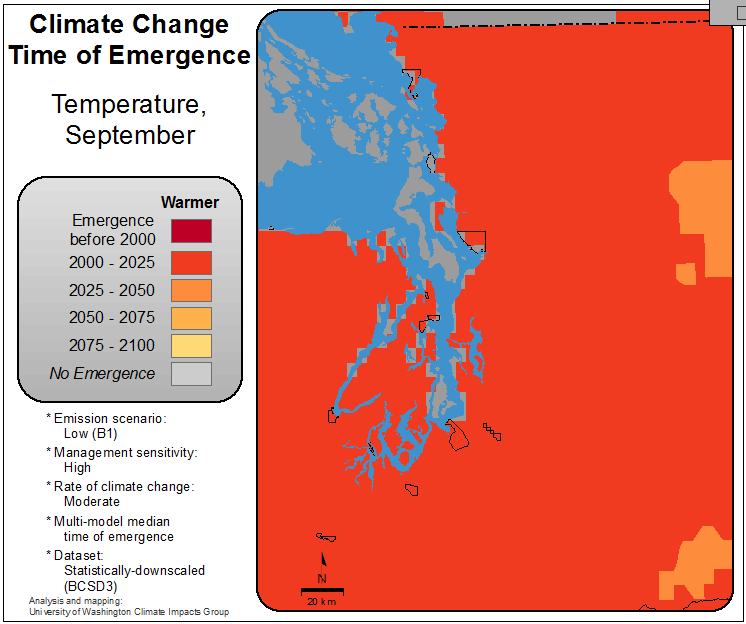 Climate Change
Time of Emergence
Temperature,
September
Warmer
Emergence
before 2000
2000 - 2025
2025 - 2050
2050 - 2075
2075 - 2100
No Emergence
* Emission scenario:
Low (B1)
* Management sensitivity:
High
* Rate of climate change:
Moderate
* Multi-model median
time of emergence
* Dataset:
Statistically-downscaled
(BCSD3)
Analysis and mapping:
University of Washington Climate Impacts Group
N
20 km